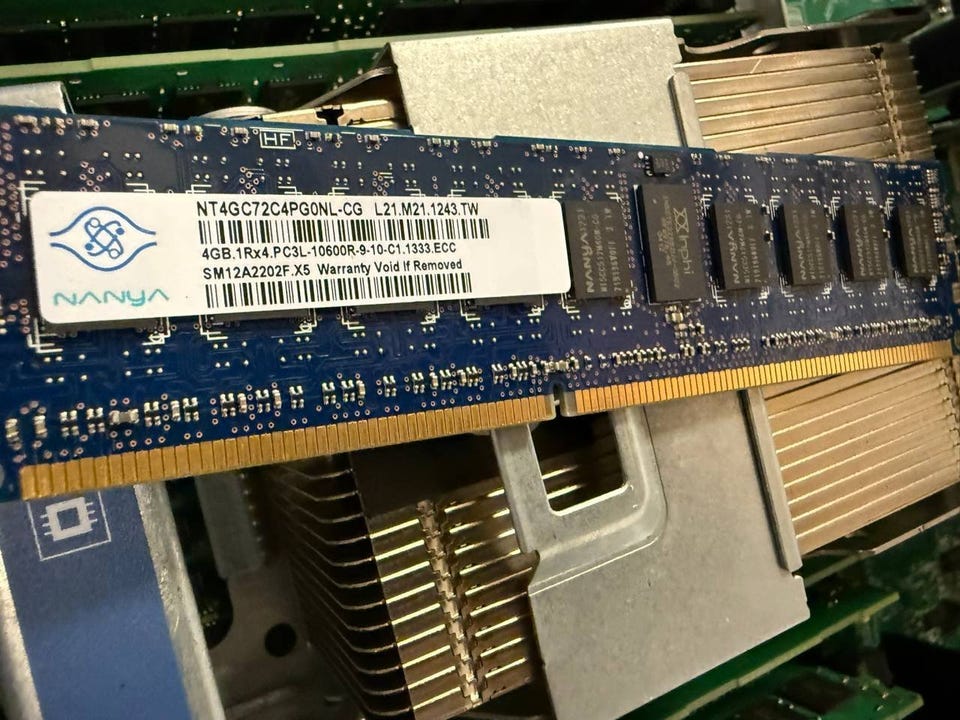 HF
NT4GC72C4PG0NL-CG L21.M21.1243.TW
4GB.1Rx4.PC3L-10600R-9-10-C1.1333.ECC
SM12A2202F.X5 Warranty Void If Removed
NANYA
Inphi